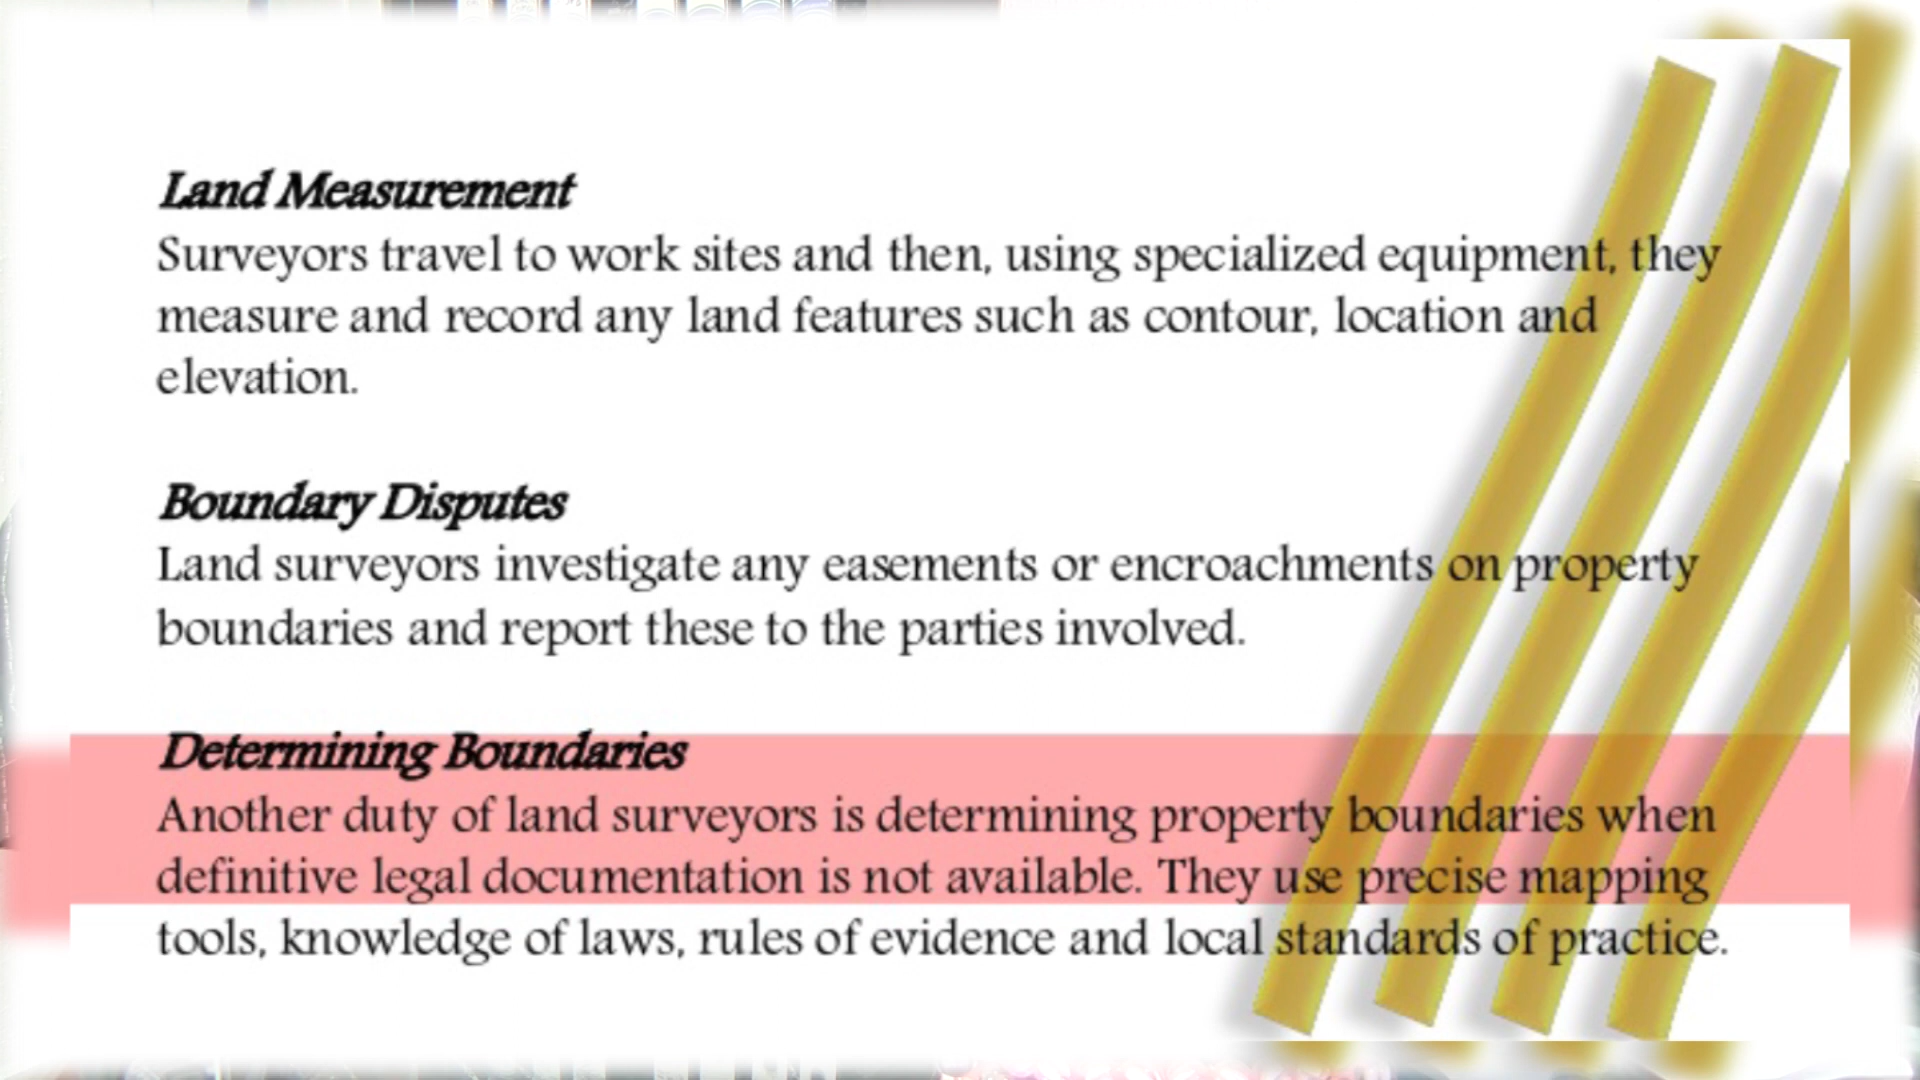 Land Measurement
Surveyors travel to work sites and then, using specialized equipment, they
measure and record any land features such as contour, location and
elevation.
Boundary Disputes
Land surveyors investigate any easements or encroachments on property
boundaries and report these to the parties involved.
Determining Boundaries
Another duty of land surveyors is determining property boundaries when
definitive legal documentation is not available. They use precise mapping
tools, knowledge of laws, rules of evidence and local standards of practice.